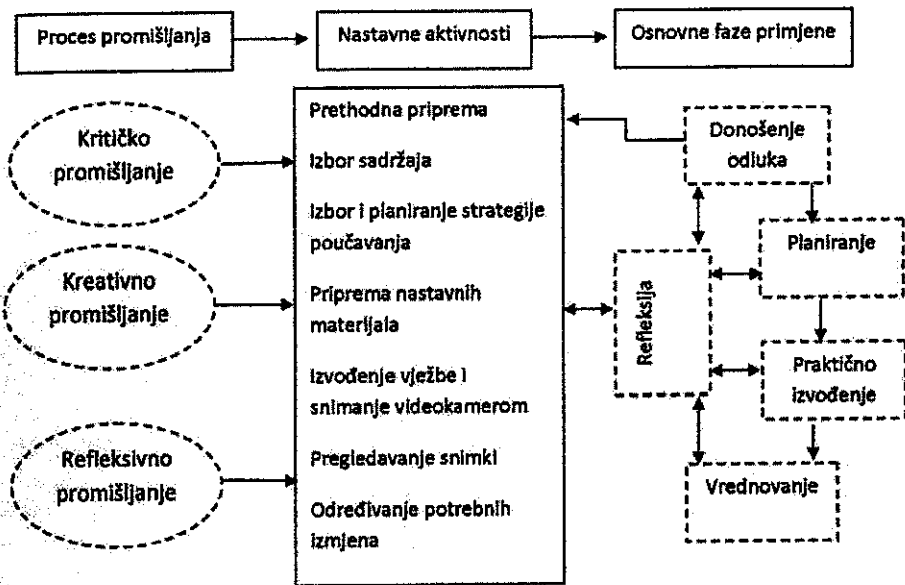 Proces promišljanja
Nastavne aktivnosti
Osnovne faze primjene
Kritičko
promišljanje
Kreativno
promišljanje
Refleksivno
promišljanje
Prethodna priprema
Izbor sadržaja
Izbor i planiranje strategije
poučavanja
Priprema nastavnih
materijala
Izvođenje vježbe i
snimanje videokamerom
Pregledavanje snimki
Određivanje potrebnih
izmjena
Donošenje
odluka
Planiranje
Refleksija
Praktično
izvođenje
Vrednovanje